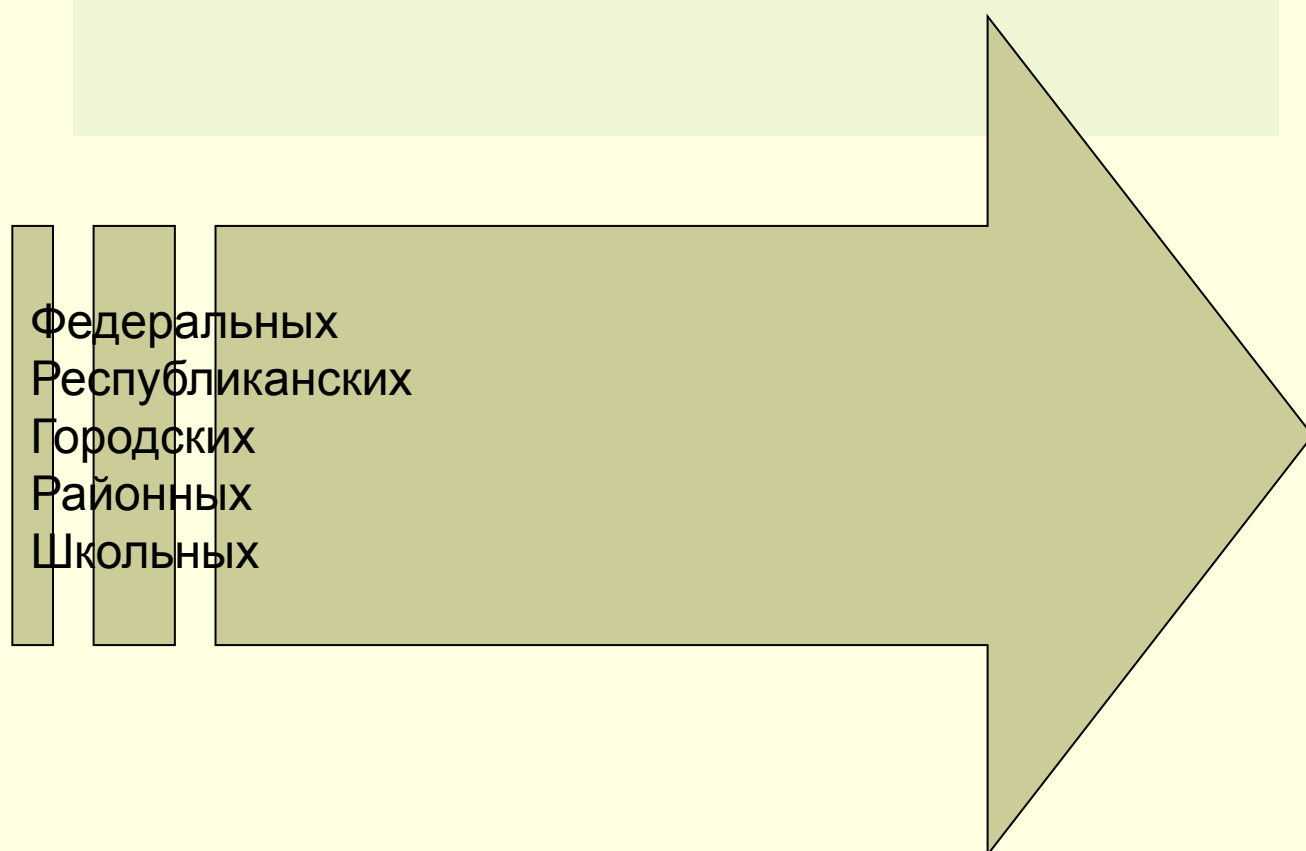 Федеральных
Республиканских
Городских
Районных
Школьных